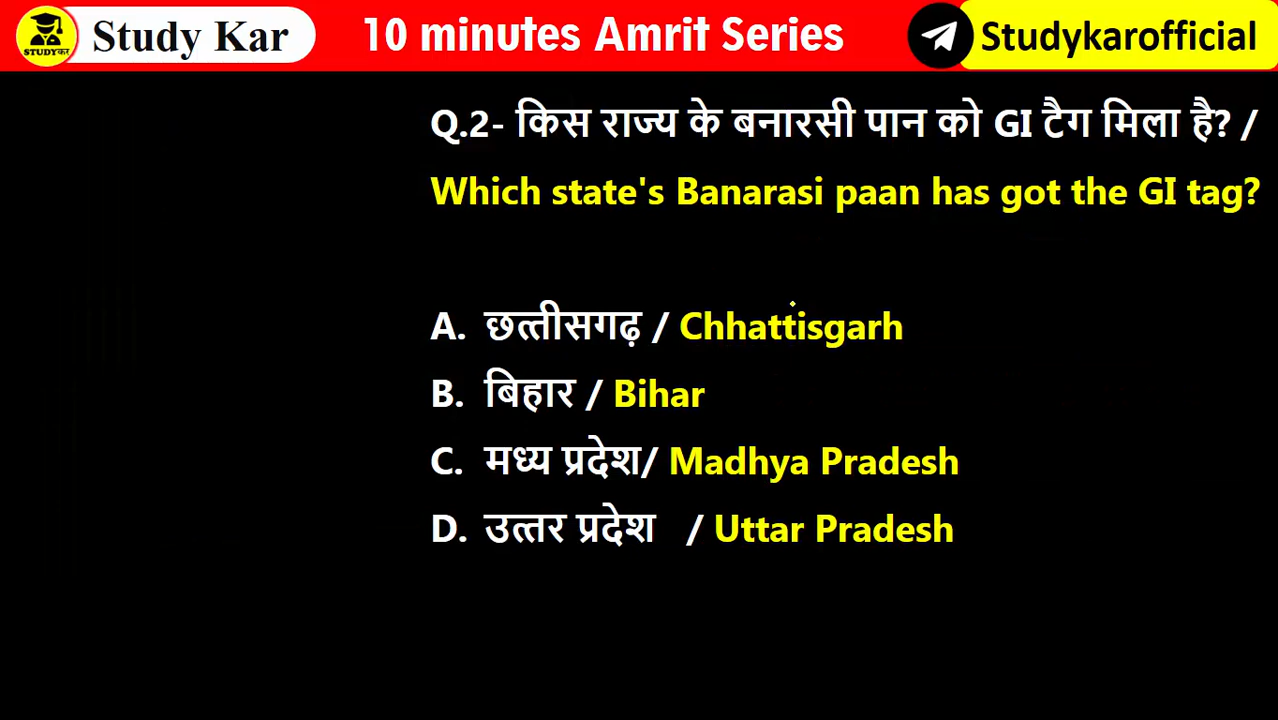 STUDYकर
Study Kar
10 minutes Amrit Series
Studykarofficial
Q.2- किस राज्य के बनारसी पान को GI टैग मिला है? /
Which state's Banarasi paan has got the GI tag?
A. छत्तीसगढ़ / Chhattisgarh
B. बिहार / Bihar
C. मध्य प्रदेश/ Madhya Pradesh
D. उत्तर प्रदेश / Uttar Pradesh